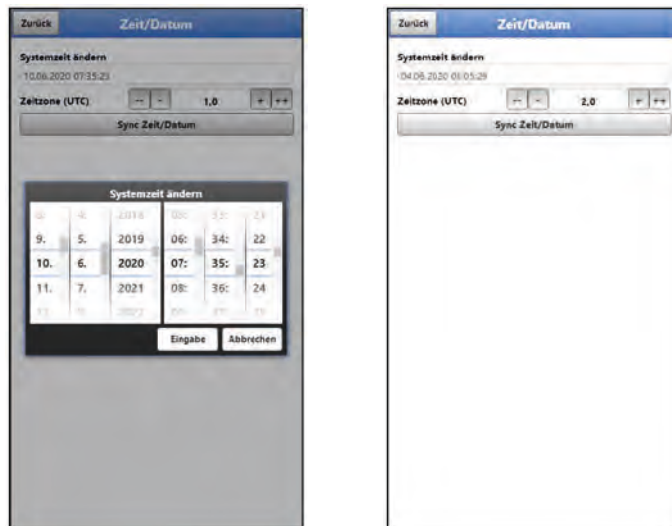 Zurück Zeit/Datum
Systemzeit ändern
10.06.2020 07:35:23
Zeitzone (UTC) -- - 1,0 + ++
Sync Zeit/Datum
Systemzeit ändern
9. 5. 2019 06: 34: 22
10. 6. 2020 07: 35: 23
11. 7. 2021 08: 36: 24
Eingabe Abbrechen
Zurück Zeit/Datum
Systemzeit ändern
04.06.2020 01:05:29
Zeitzone (UTC) -- - 2,0 + ++
Sync Zeit/Datum